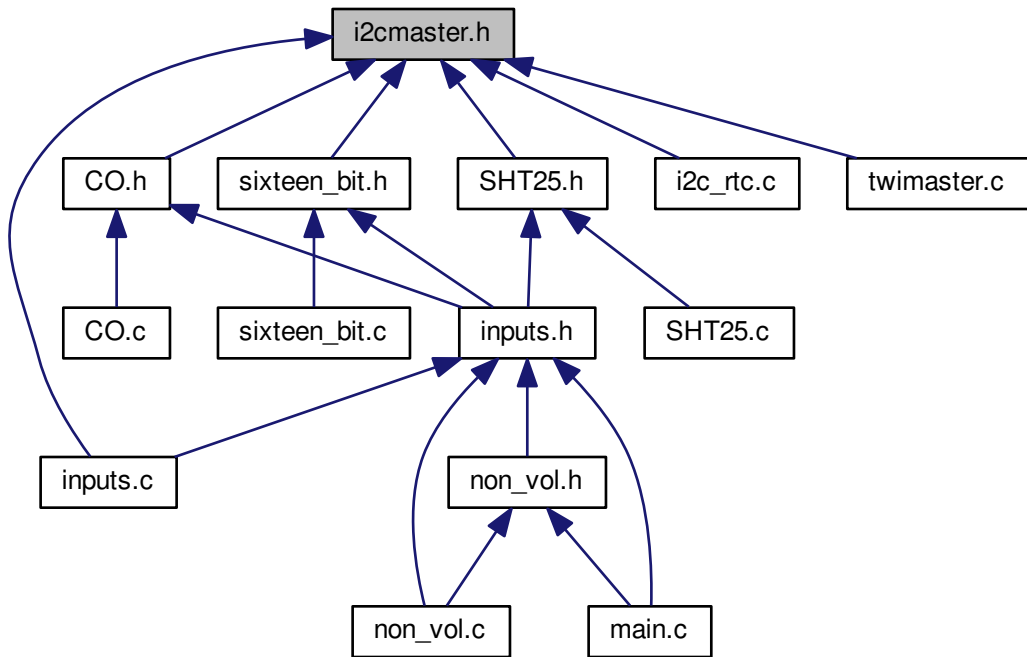 i2cmaster.h
CO.h
sixteen_bit.h
SHT25.h
i2c_rtc.c
twimaster.c
CO.c
sixteen_bit.c
inputs.h
SHT25.c
inputs.c
non_vol.h
non_vol.c
main.c